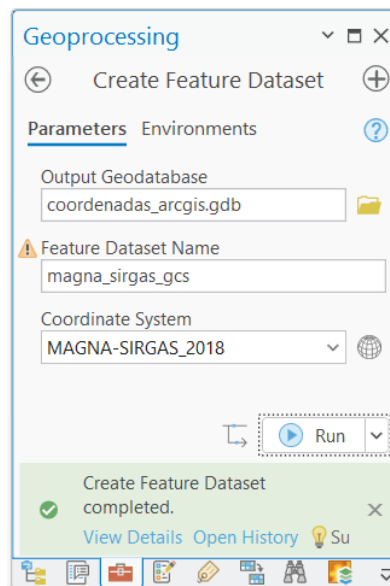 Geoprocessing
Create Feature Dataset
Parameters Environments
Output Geodatabase
coordenadas_arcgis.gdb
Feature Dataset Name
magna_sirgas_gcs
Coordinate System
MAGNA-SIRGAS_2018
Run
Create Feature Dataset
completed.
View Details Open History Su